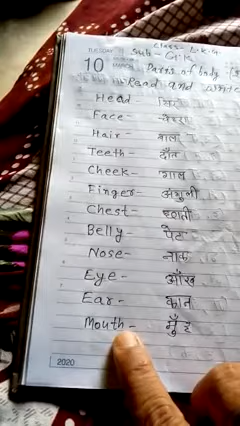 Class- L.K.G.
Sub- G.K
10 Parts of body
Read and write
Head - सिर
Face - चेहरा
Hair - बाल
Teeth - दाँत
Cheek - गाल
Finger - अंगुली
Chest - छाती
Belly - पेट
Nose - नाक
Eye - आँख
Ear - कान
Mouth - मुँह
2020